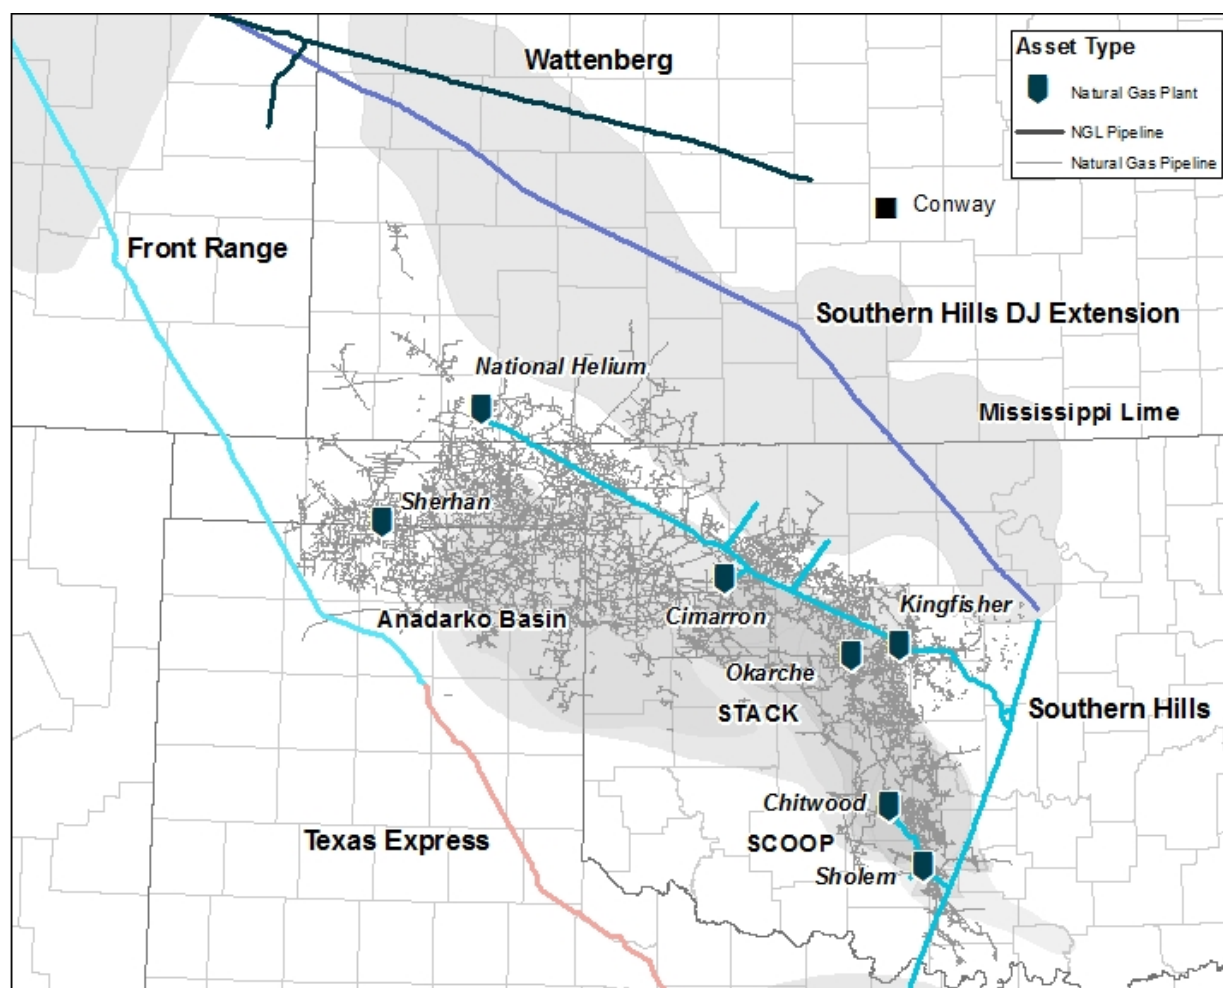 Wattenberg
Asset Type
Natural Gas Plant
NGL Pipeline
Natural Gas Pipeline
Conway
Front Range
Southern Hills DJ Extension
National Helium
Mississippi Lime
Sherhan
Kingfisher
Cimarron
Anadarko Basin
Okarche
STACK
Southern Hills
Chitwood
SCOOP
Texas Express
Sholem